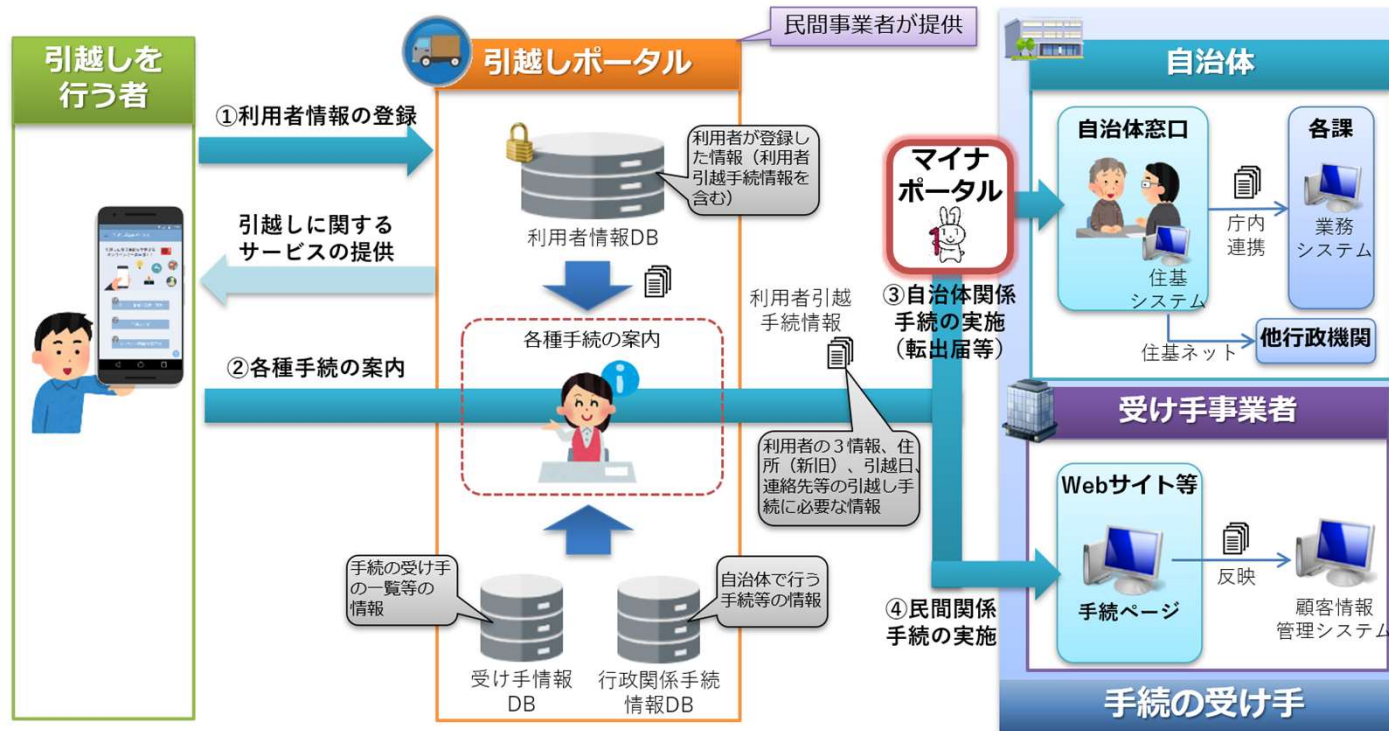 民間事業者が提供
引越しを
行う者
引越しポータル
自治体
①利用者情報の登録
利用者が登録し
た情報（利用者
引越手続情報を
含む）
利用者情報DB
引越しに関する
サービスの提供
各種手続の案内
②各種手続の案内
利用者引越
手続情報
マイナ
ポータル
③自治体関係
手続の実施
（転出届等）
自治体窓口
住基
システム
庁内
連携
各課
業務
システム
住基ネット
他行政機関
利用者の３情報、住
所（新旧）、引越日、
連絡先等の引越し手
続に必要な情報
手続の受け手
の一覧等の
情報
自治体で行う
手続等の情報
受け手情報
DB
行政関係手続
情報DB
④民間関係
手続の実施
受け手事業者
Webサイト等
手続ページ
反映
顧客情報
管理システム
手続の受け手